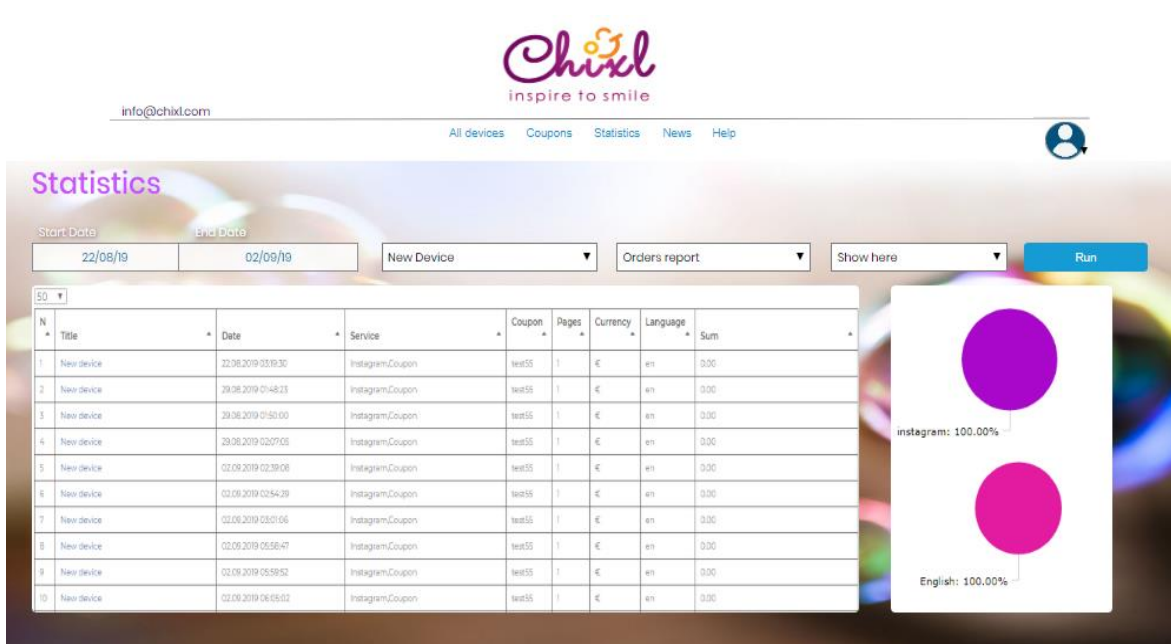 Chixl
inspire to smile
info@chixl.com
All devices Coupons Statistics News Help
Statistics
Start Date End Date
22/08/19 02/09/19 New Device Orders report Show here Run
50
N Title Date Service Coupon Pages Currency Language Sum
1 New device 22.08.2019 03:19:30 Instagram,Coupon test55 1 € en 0.00
2 New device 29.08.2019 01:48:23 Instagram,Coupon test55 1 € en 0.00
3 New device 29.08.2019 01:50:00 Instagram,Coupon test55 1 € en 0.00
4 New device 29.08.2019 02:07:05 Instagram,Coupon test55 1 € en 0.00
5 New device 02.09.2019 02:39:08 Instagram,Coupon test55 1 € en 0.00
6 New device 02.09.2019 02:54:29 Instagram,Coupon test55 1 € en 0.00
7 New device 02.09.2019 03:01:06 Instagram,Coupon test55 1 € en 0.00
8 New device 02.09.2019 05:58:47 Instagram,Coupon test55 1 € en 0.00
9 New device 02.09.2019 05:59:52 Instagram,Coupon test55 1 € en 0.00
10 New device 02.09.2019 06:05:02 Instagram,Coupon test55 1 € en 0.00
instagram: 100.00%
English: 100.00%